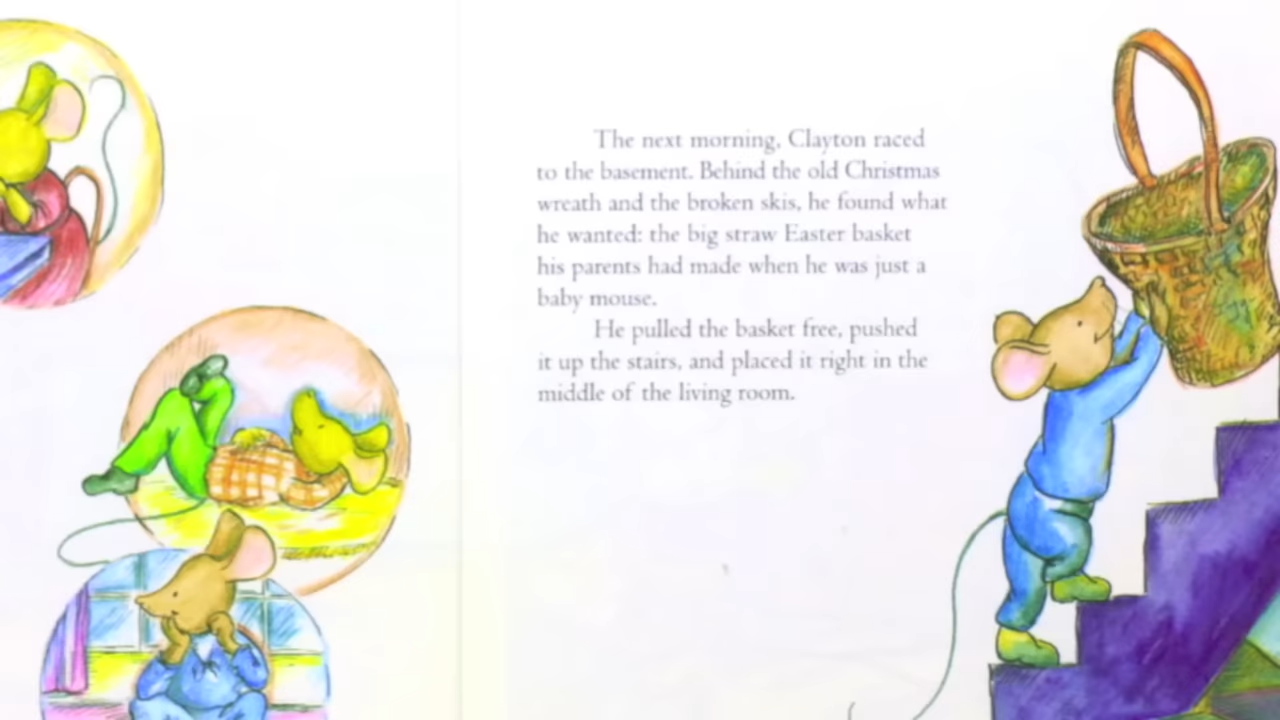 The next morning, Clayton raced
to the basement. Behind the old Christmas
wreath and the broken skis, he found what
he wanted: the big straw Easter basket
his parents had made when he was just a
baby mouse.
He pulled the basket free, pushed
it up the stairs, and placed it right in the
middle of the living room.